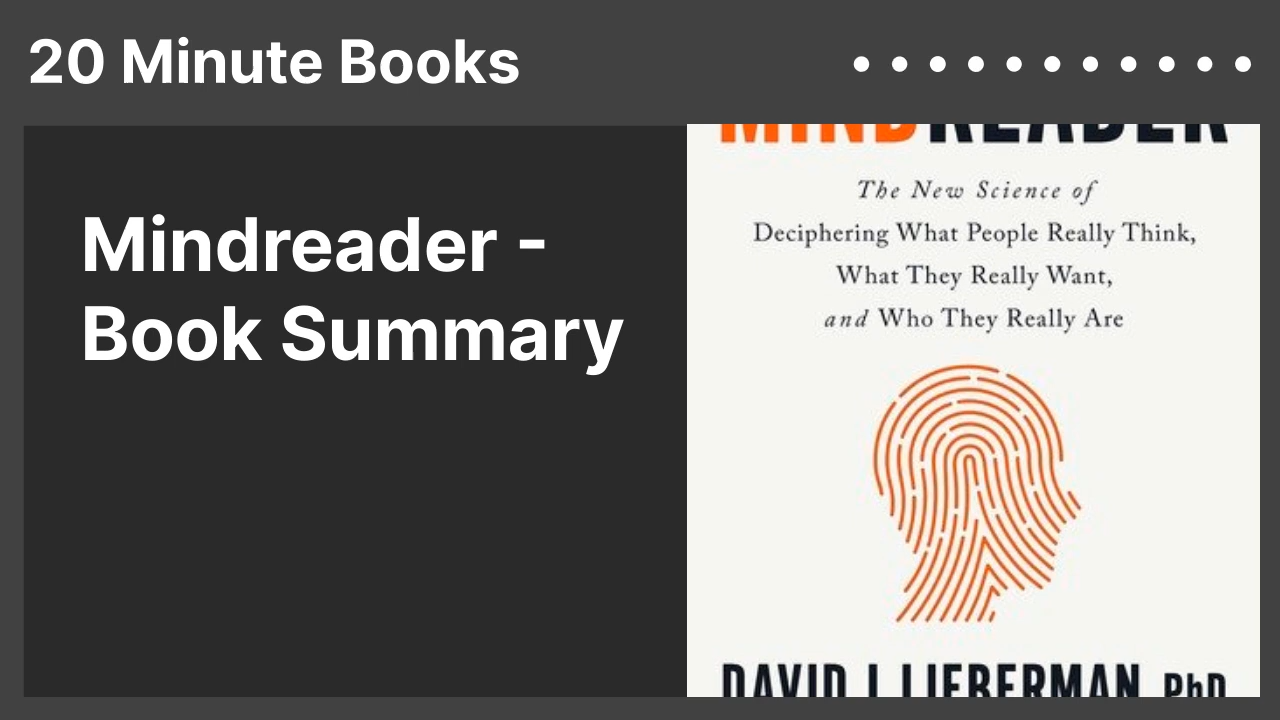 20 Minute Books
Mindreader -
Book Summary
MINDREADER
The New Science of
Deciphering What People Really Think,
What They Really Want,
and Who They Really Are
DAVID J. LIEBERMAN, PhD